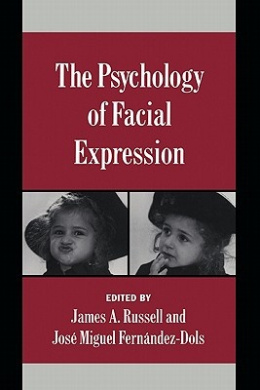 The Psychology
of Facial
Expression
EDITED BY
James A. Russell and
José Miguel Fernández-Dols